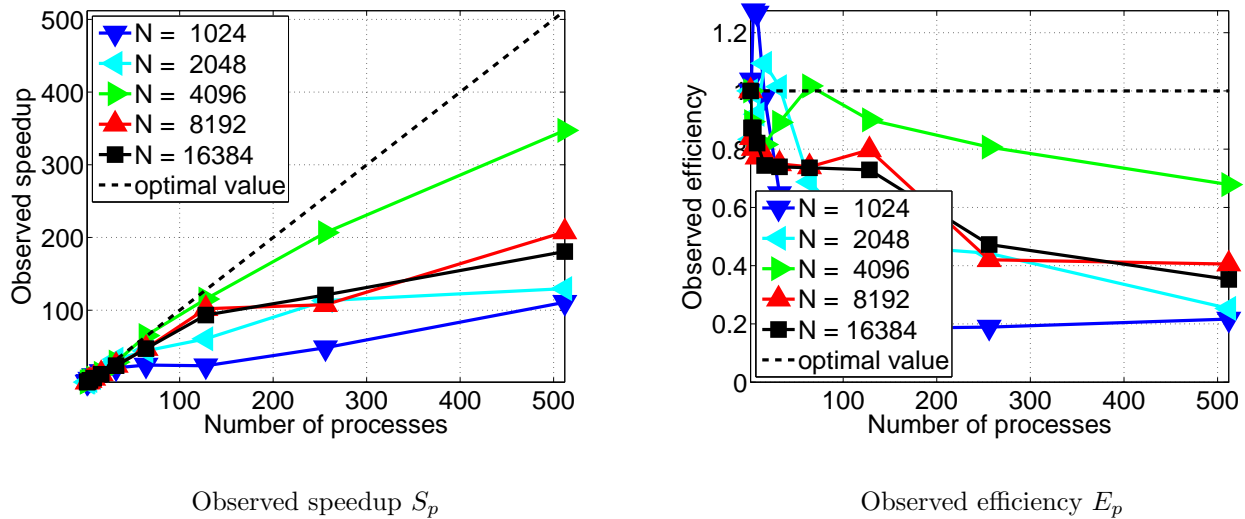 500
400
300
200
100
100 200 300 400 500
Number of processes
Observed speedup
N = 1024
N = 2048
N = 4096
N = 8192
N = 16384
optimal value
1.2
1
0.8
0.6
0.4
0.2
0
100 200 300 400 500
Number of processes
Observed efficiency
N = 1024
N = 2048
N = 4096
N = 8192
N = 16384
optimal value
Observed speedup Sₚ
Observed efficiency Eₚ